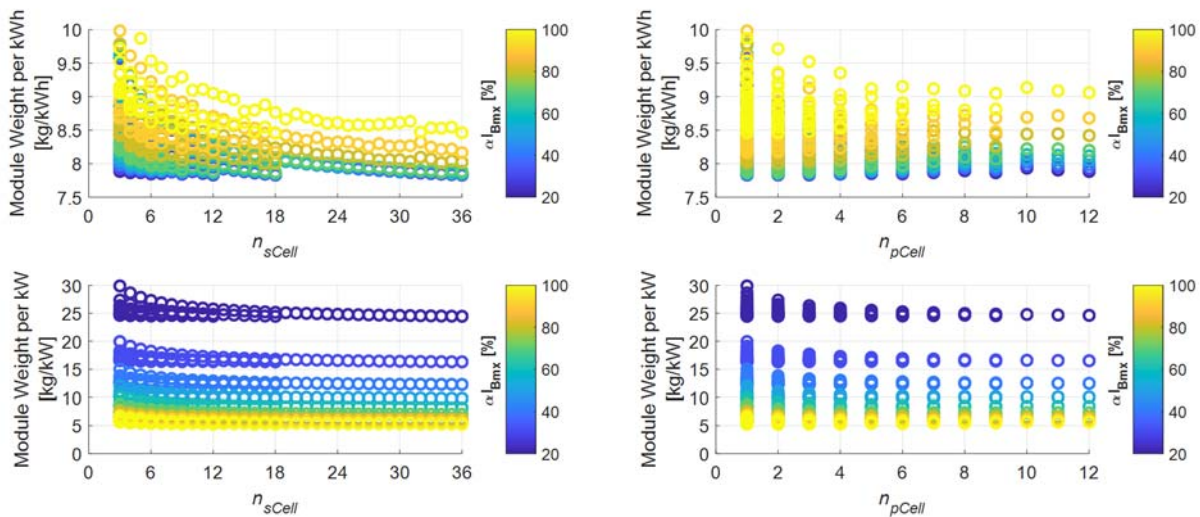 Module Weight per kWh
[kg/kWh]
10
9.5
9
8.5
8
7.5
0 6 12 18 24 30 36
n_sCell
100
80
60
40
20
αI_Bmx [%]
Module Weight per kWh
[kg/kWh]
10
9.5
9
8.5
8
7.5
0 2 4 6 8 10 12
n_pCell
100
80
60
40
20
αI_Bmx [%]
Module Weight per kW
[kg/kW]
30
25
20
15
10
5
0
0 6 12 18 24 30 36
n_sCell
100
80
60
40
20
αI_Bmx [%]
Module Weight per kW
[kg/kW]
30
25
20
15
10
5
0
0 2 4 6 8 10 12
n_pCell
100
80
60
40
20
αI_Bmx [%]